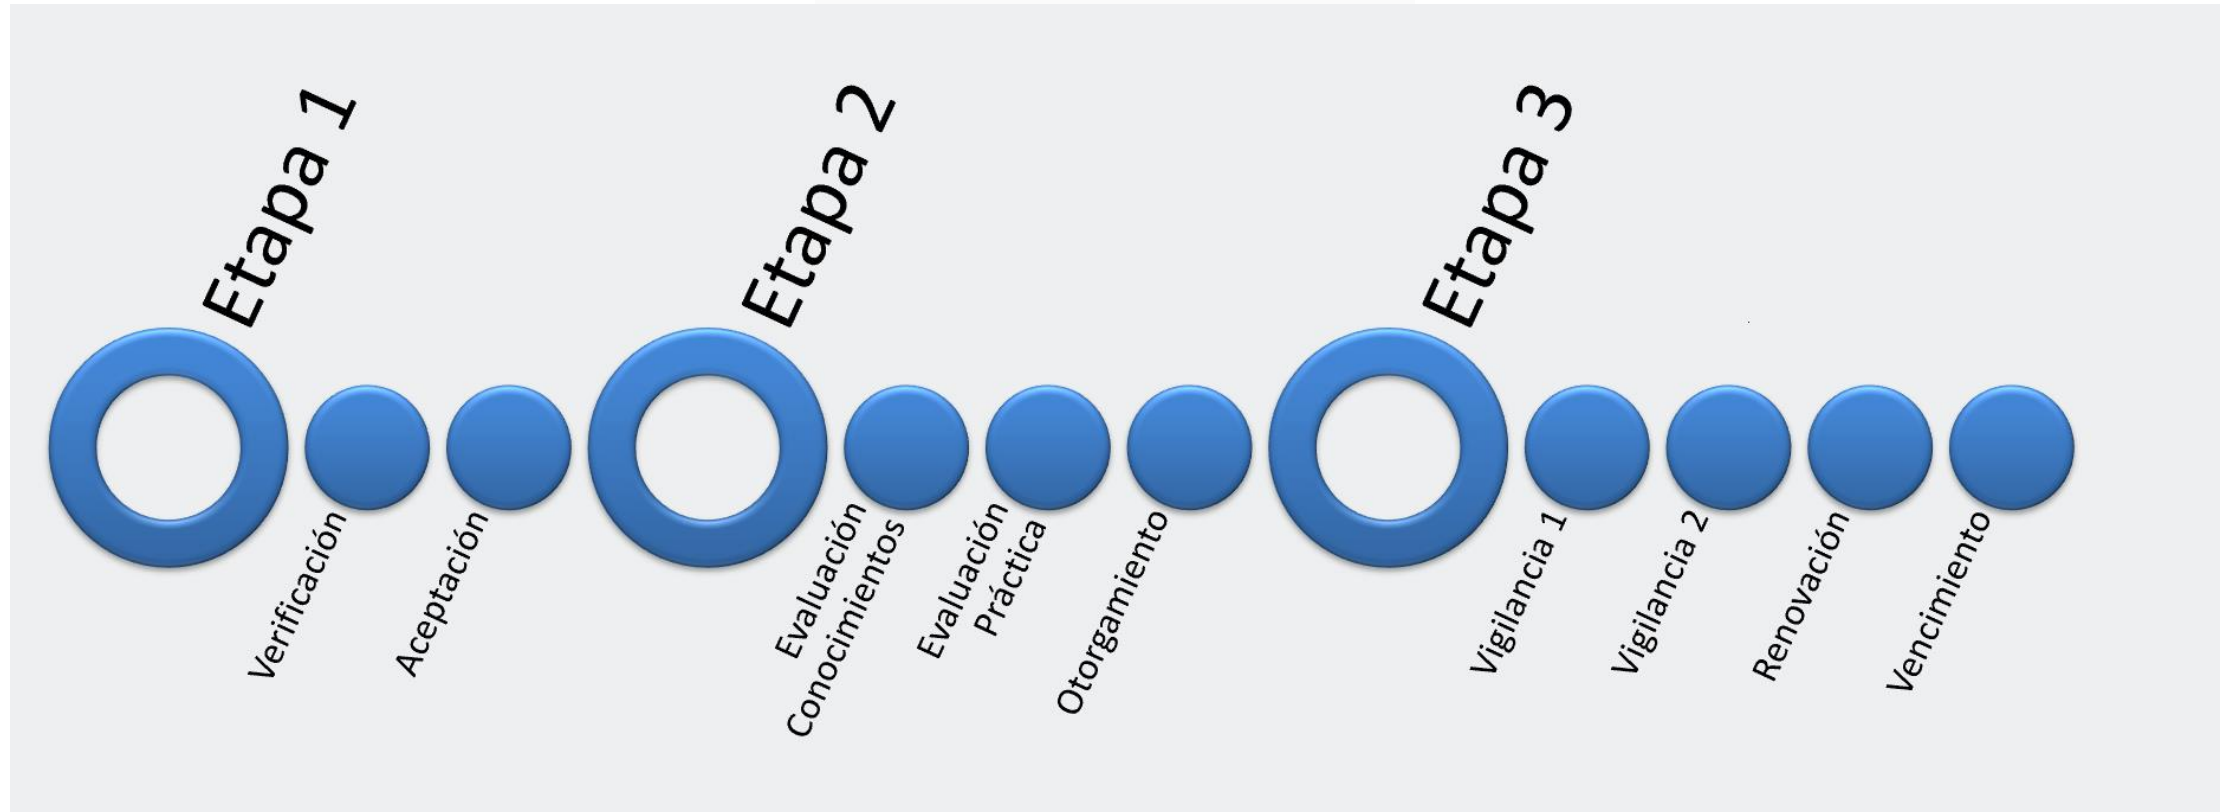 Etapa 1
Verificación
Aceptación
Etapa 2
Evaluación
Conocimientos
Evaluación
Práctica
Otorgamiento
Etapa 3
Vigilancia 1
Vigilancia 2
Renovación
Vencimiento